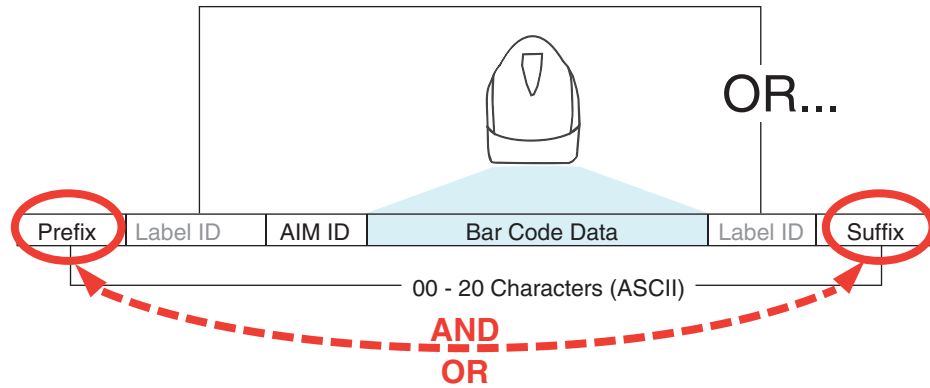 OR...
Prefix Label ID AIM ID Bar Code Data Label ID Suffix
00 - 20 Characters (ASCII)
AND
OR